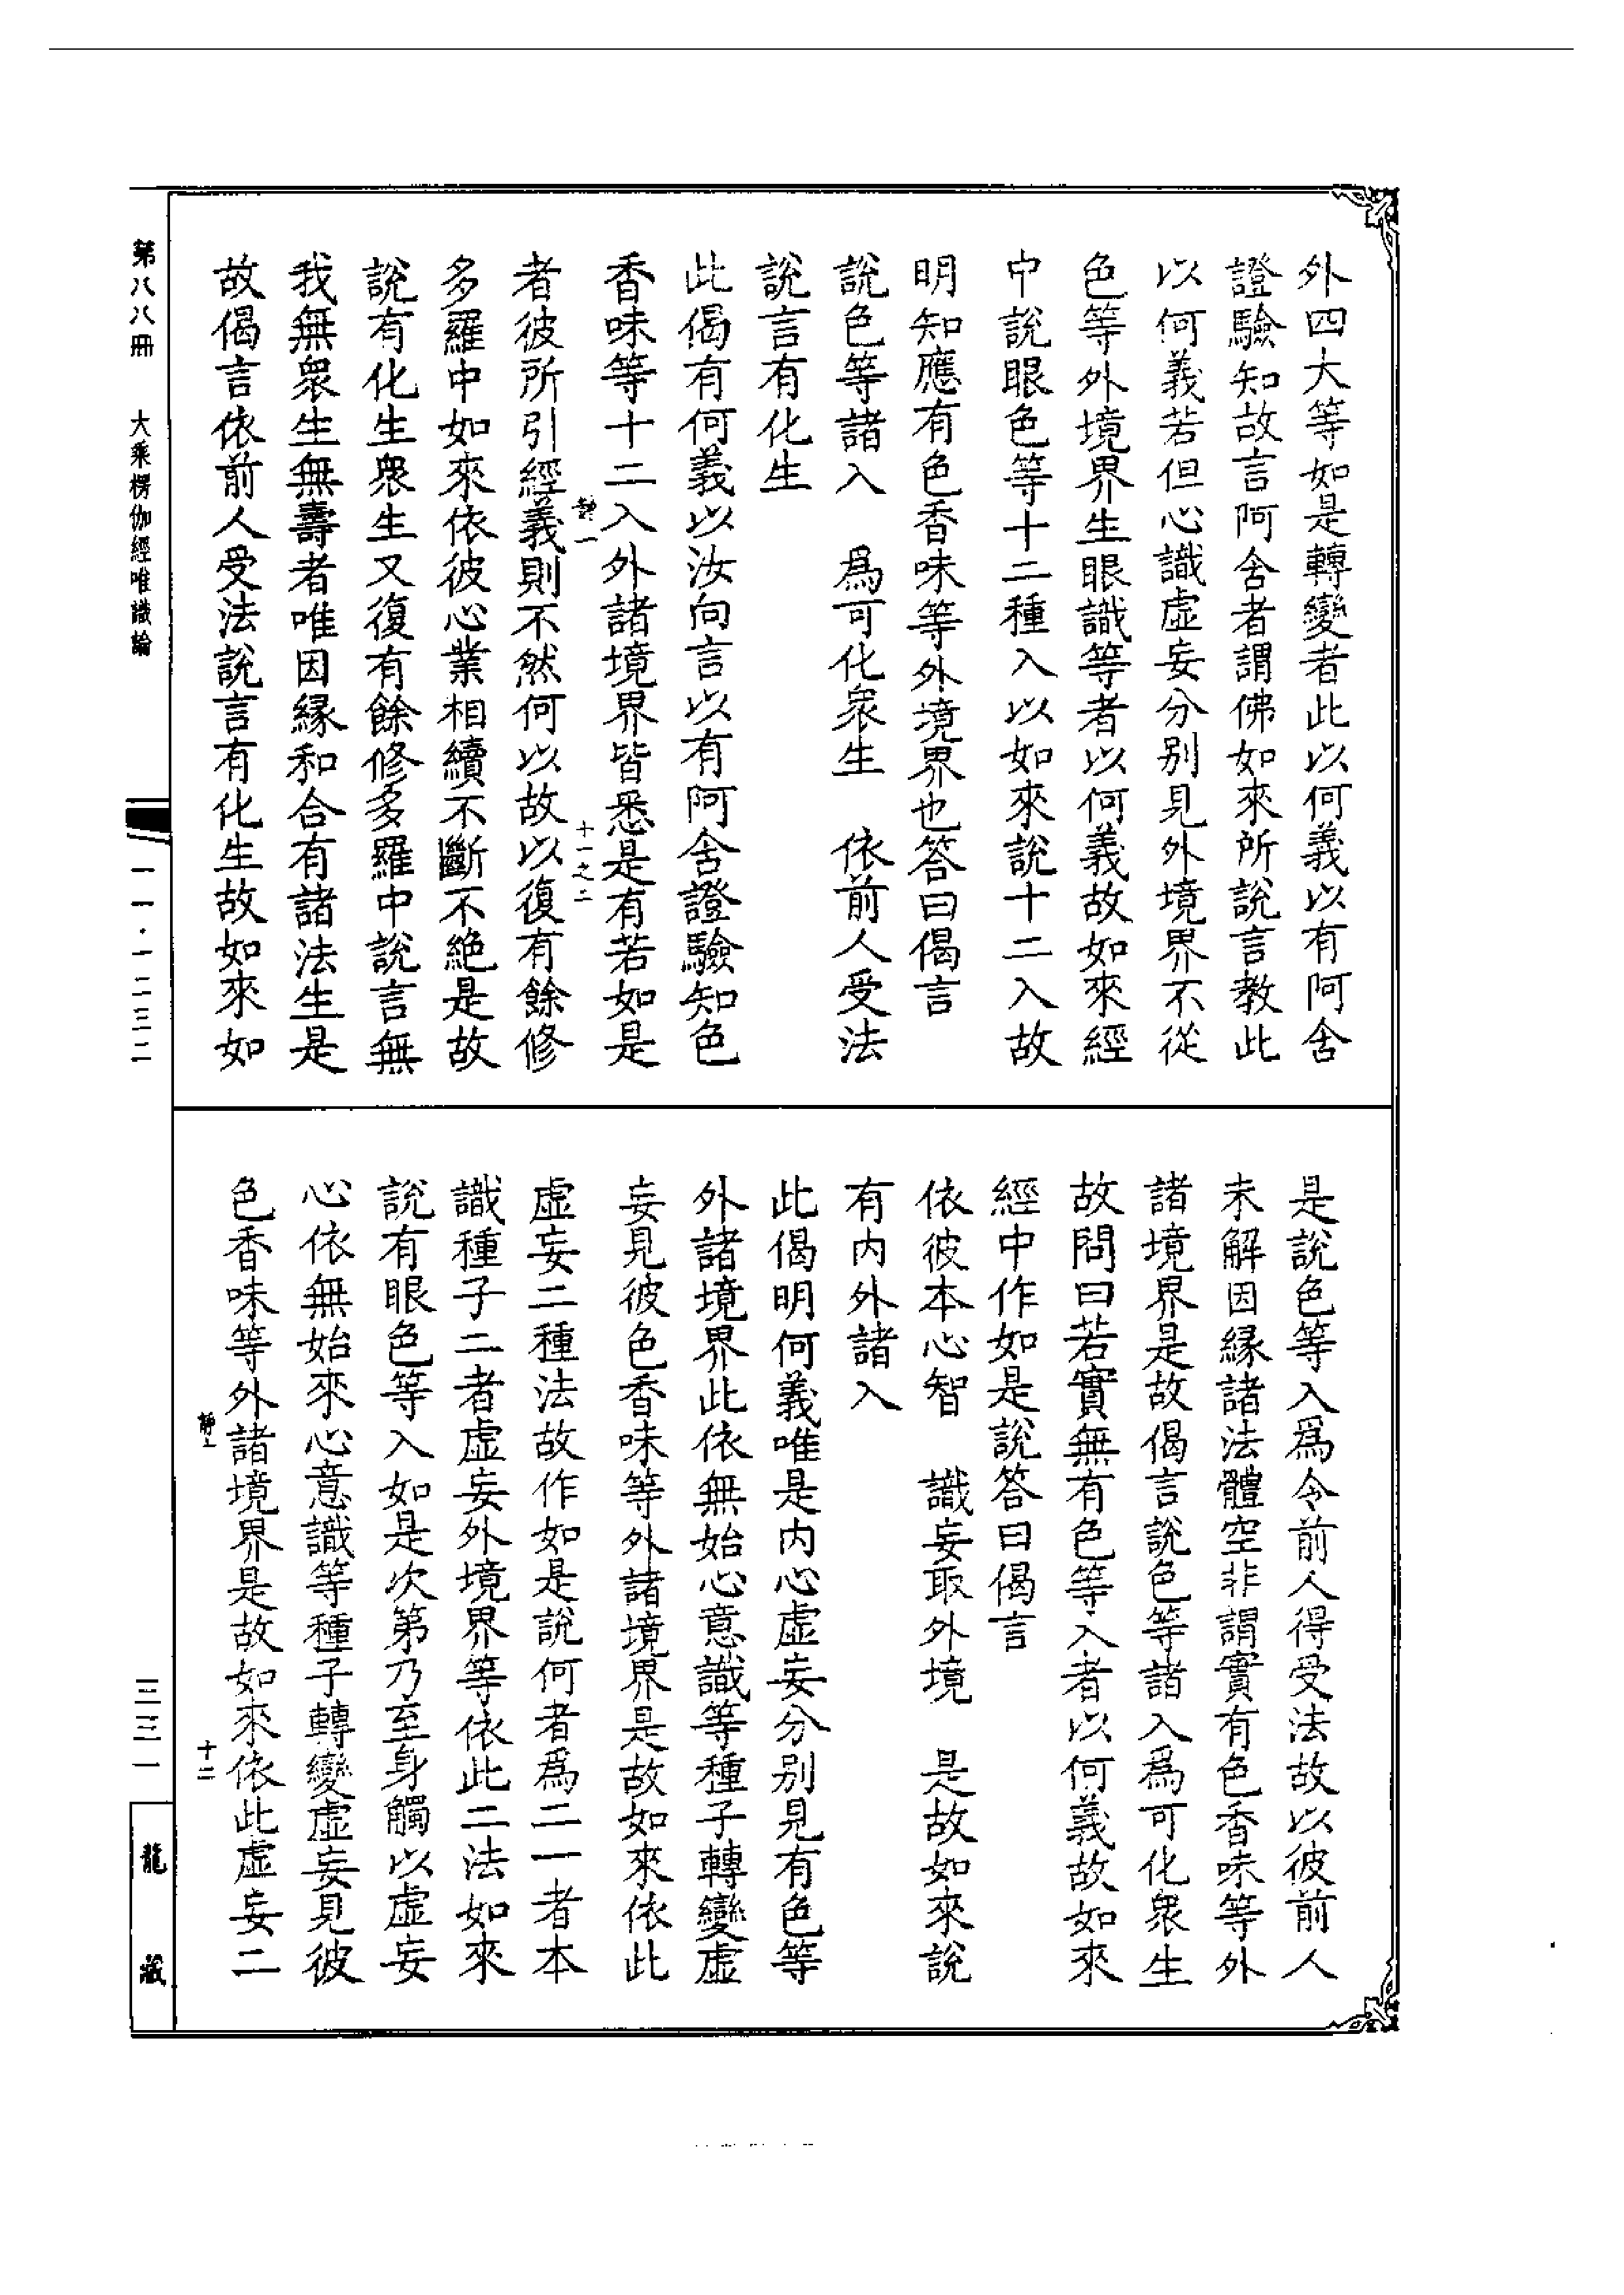 外四大等如是轉變者此以何義以有阿含
證驗知故言阿含者謂佛如來所說言教此
以何義若但心識虛妄分别見外境界不從
色等外境界生眼識等者以何義故如來經
中說眼色等十二種入以如來說十二入故
明知應有色香味等外境界也答曰偈言
說色等諸入　爲可化衆生　依前人受法
說言有化生
此偈有何義以汝向言以有阿含證驗知色
香味等十二入外諸境界皆悉是有若如是
十一之二
者彼所引經義則不然何以故以復有餘修
多羅中如來依彼心業相續不斷不絶是故
說有化生衆生又復有餘修多羅中說言無
我無衆生無壽者唯因緣和合有諸法生是
故偈言依前人受法說言有化生故如來如
是說色等入爲令前人得受法故以彼前人
未解因緣諸法體空非謂實有色香味等外
諸境界是故偈言說色等諸入爲可化衆生
故問曰若實無有色等入者以何義故如來
經中作如是說答曰偈言
依彼本心智　識妄取外境　是故如來說
有内外諸入
此偈明何義唯是内心虛妄分别見有色等
外諸境界此依無始心意識等種子轉變虛
妄見彼色香味等外諸境界是故如來依此
虛妄二種法故作如是說何者爲二一者本
識種子二者虛妄外境界等依此二法如來
說有眼色等入如是次第乃至身觸以虛妄
心依無始來心意識等種子轉變虛妄見彼
色香味等外諸境界是故如來依此虛妄二
十二
第八八冊　大乘楞伽經唯識論
一一·一二三二
三三一
龍藏